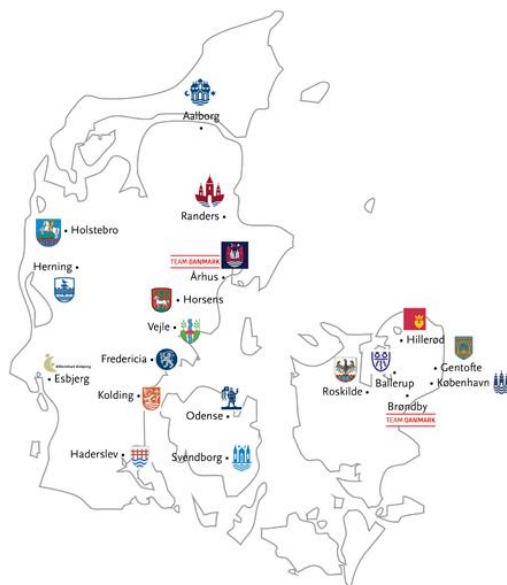 Aalborg
Randers
Holstebro
TEAM DANMARK
Herning
Århus
Horsens
Vejle
Hillerød
Fredericia
Gentofte
Esbjerg
Ballerup
København
Kolding
Roskilde
Brøndby
Odense
TEAM DANMARK
Haderslev
Svendborg